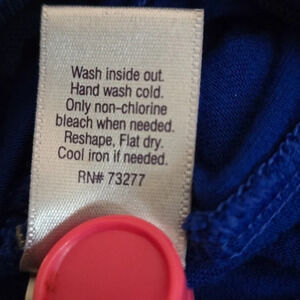 Wash inside out.
Hand wash cold.
Only non-chlorine
bleach when needed.
Reshape, Flat dry.
Cool iron if needed.
RN# 73277